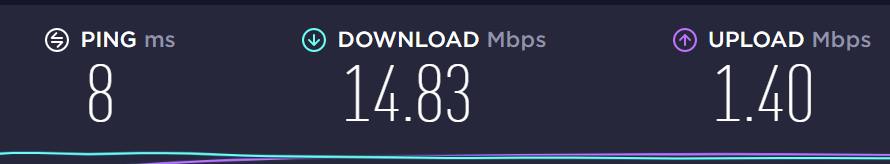 PING ms DOWNLOAD Mbps UPLOAD Mbps
8 14.83 1.40